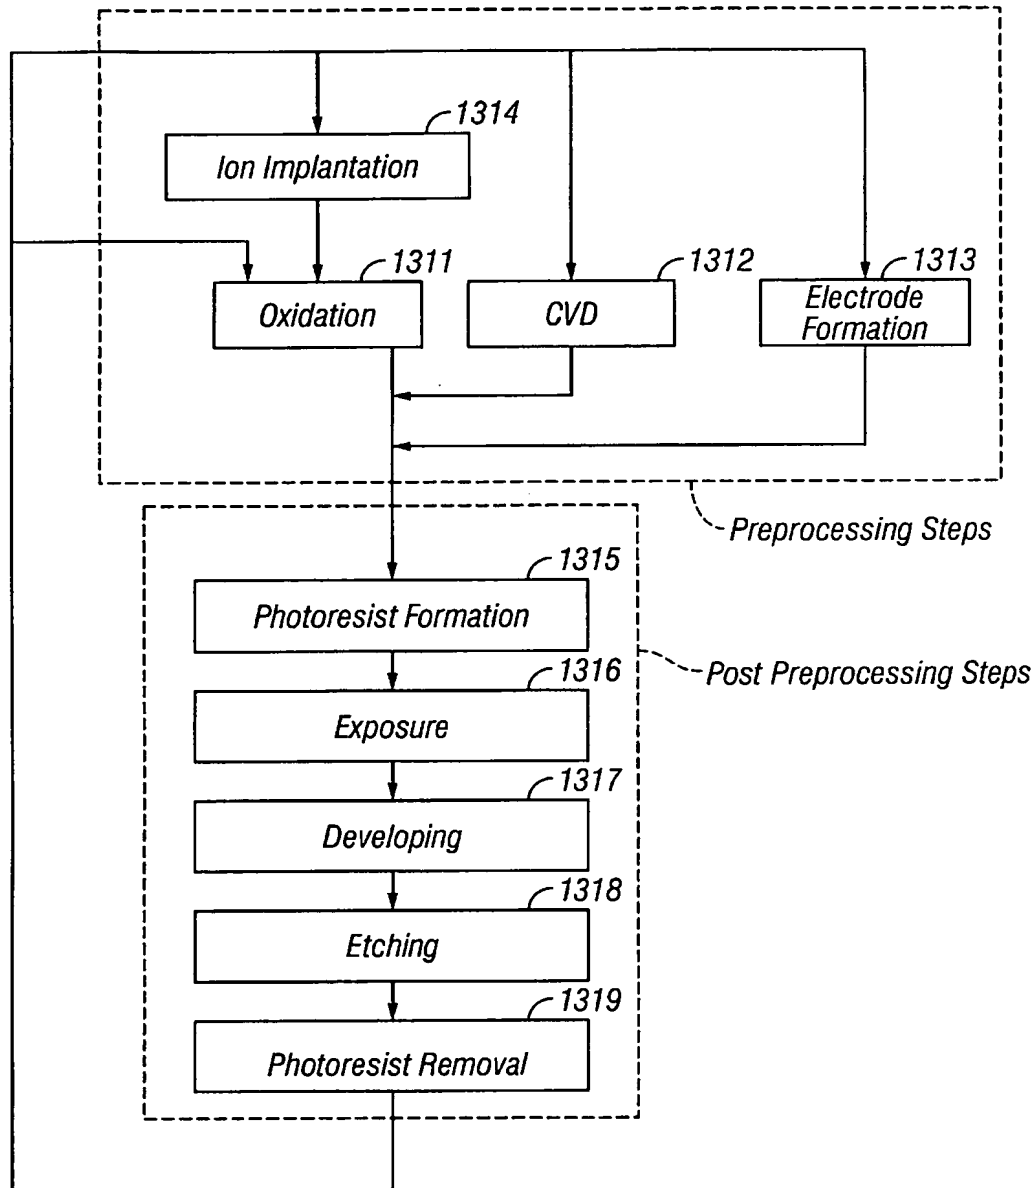 1314
Ion Implantation
1311
Oxidation
1312
CVD
1313
Electrode
Formation
Preprocessing Steps
1315
Photoresist Formation
Post Preprocessing Steps
1316
Exposure
1317
Developing
1318
Etching
1319
Photoresist Removal